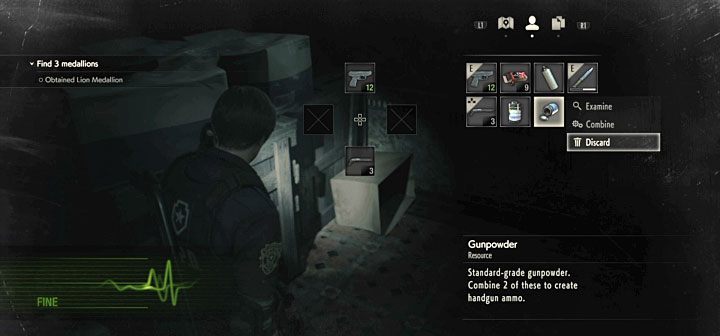 L1
R1
Find 3 medallions
Obtained Lion Medallion
12
E
12
9
E
3
3
Examine
Combine
Discard
Gunpowder
Resource
Standard-grade gunpowder.
Combine 2 of these to create
handgun ammo.
FINE